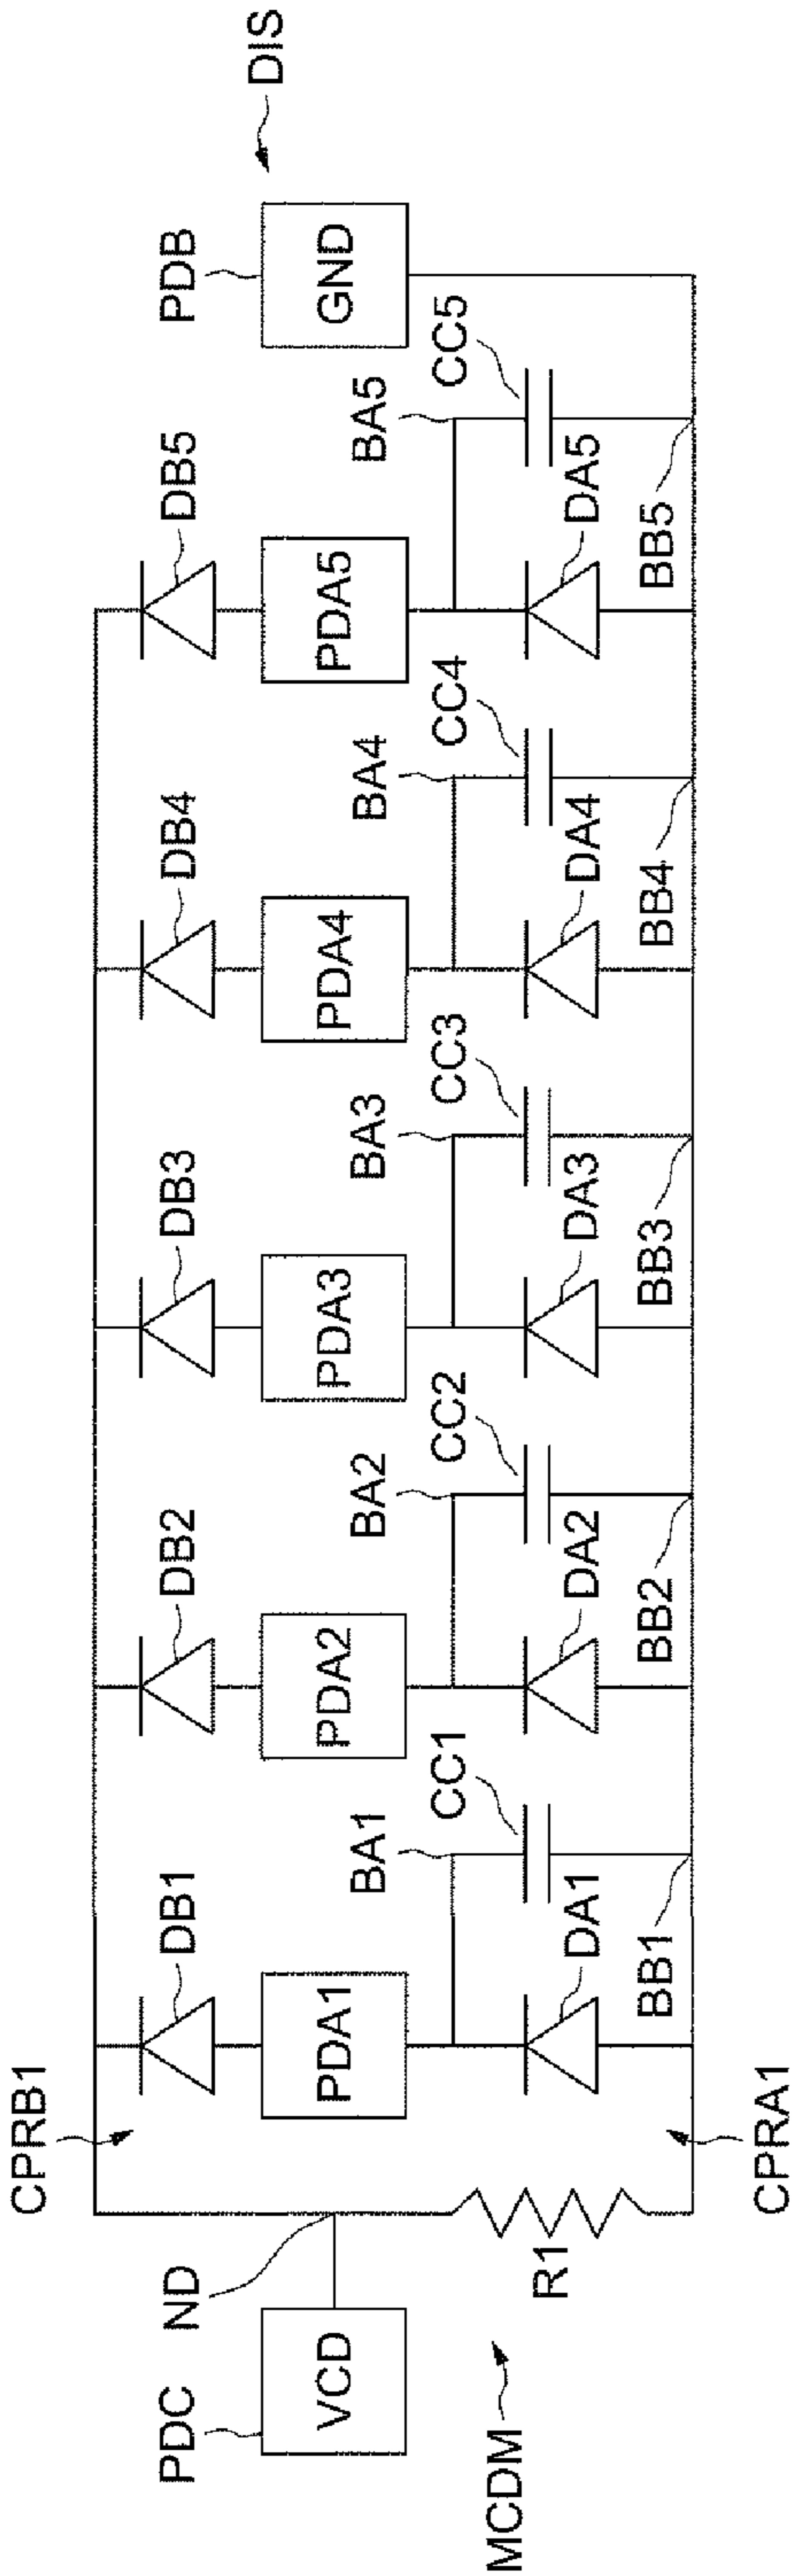 DIS
CPRB1
DB1
DB2
DB3
DB4
DB5
PDC
ND
PDB
VCD
PDA1
PDA2
PDA3
PDA4
PDA5
GND
BA1
BA2
BA3
BA4
BA5
CC1
CC2
CC3
CC4
CC5
MCDM
R1
DA1
DA2
DA3
DA4
DA5
BB1
BB2
BB3
BB4
BB5
CPRA1